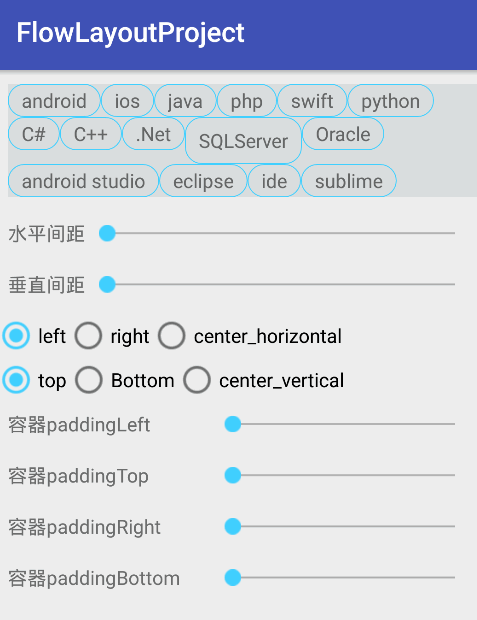 FlowLayoutProject
android ios java php swift python
C# C++ .Net SQLServer Oracle
android studio eclipse ide sublime
水平间距
垂直间距
left right center_horizontal
top Bottom center_vertical
容器paddingLeft
容器paddingTop
容器paddingRight
容器paddingBottom